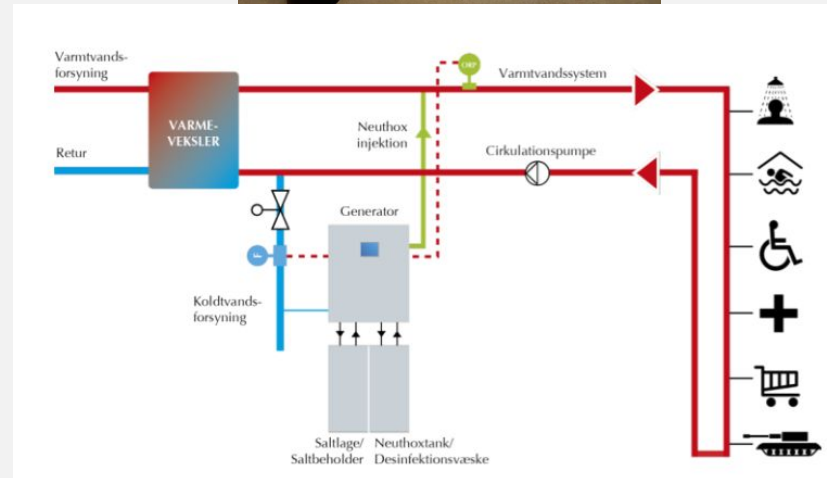 Varmtvands-
forsyning
ORP
Varmtvandssystem
VARME-
VEKSLER
Neuthox
injektion
Retur
Cirkulationspumpe
Generator
F
Koldtvands-
forsyning
Saltlage/
Saltbeholder
Neuthoxtank/
Desinfektionsvæske